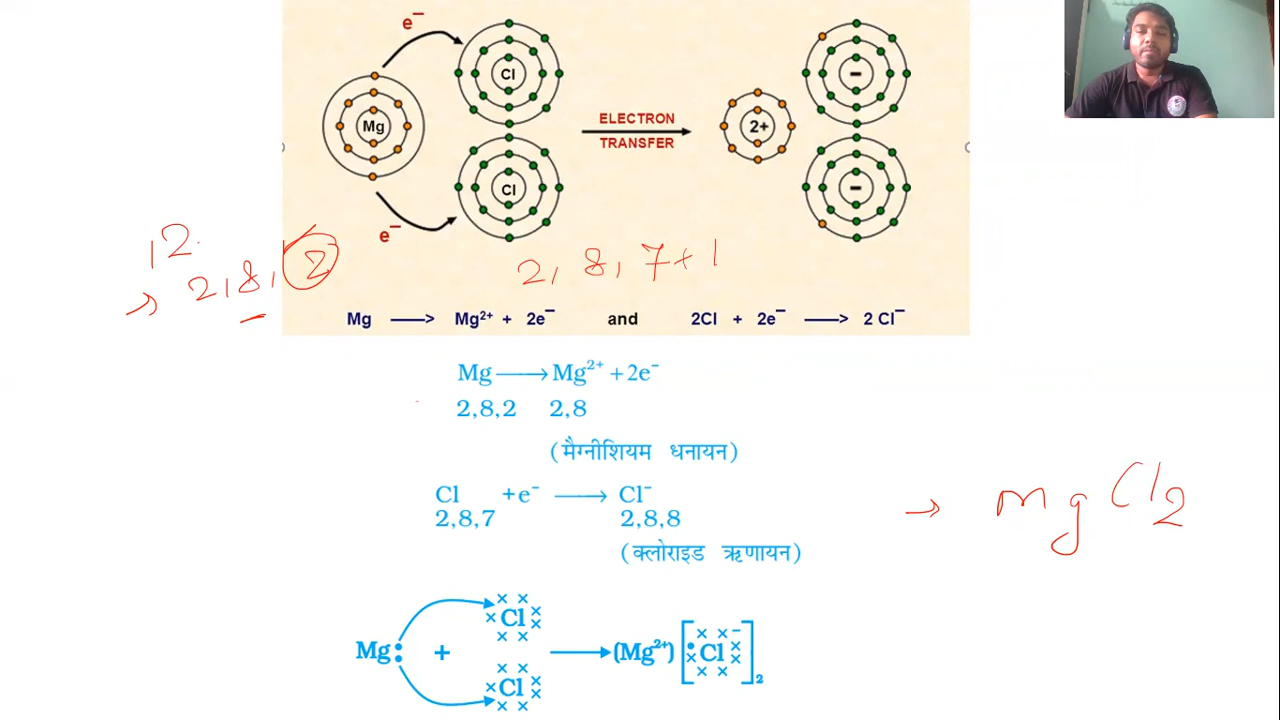 e⁻
Cl
Mg
ELECTRON
TRANSFER
2+
−
Cl
−
e⁻
12.
→ 2,8,2
2, 8, 7+1
Mg ——> Mg²⁺ + 2e⁻ and 2Cl + 2e⁻ ——> 2 Cl⁻
Mg ⟶ Mg²⁺ + 2e⁻
2,8,2 2,8
(मैग्नीशियम धनायन)
Cl +e⁻ ⟶ Cl⁻
2,8,7 2,8,8
(क्लोराइड ऋणायन)
→ MgCl2
Cl
Mg: + ⟶ (Mg²⁺) [Cl]⁻₂
Cl